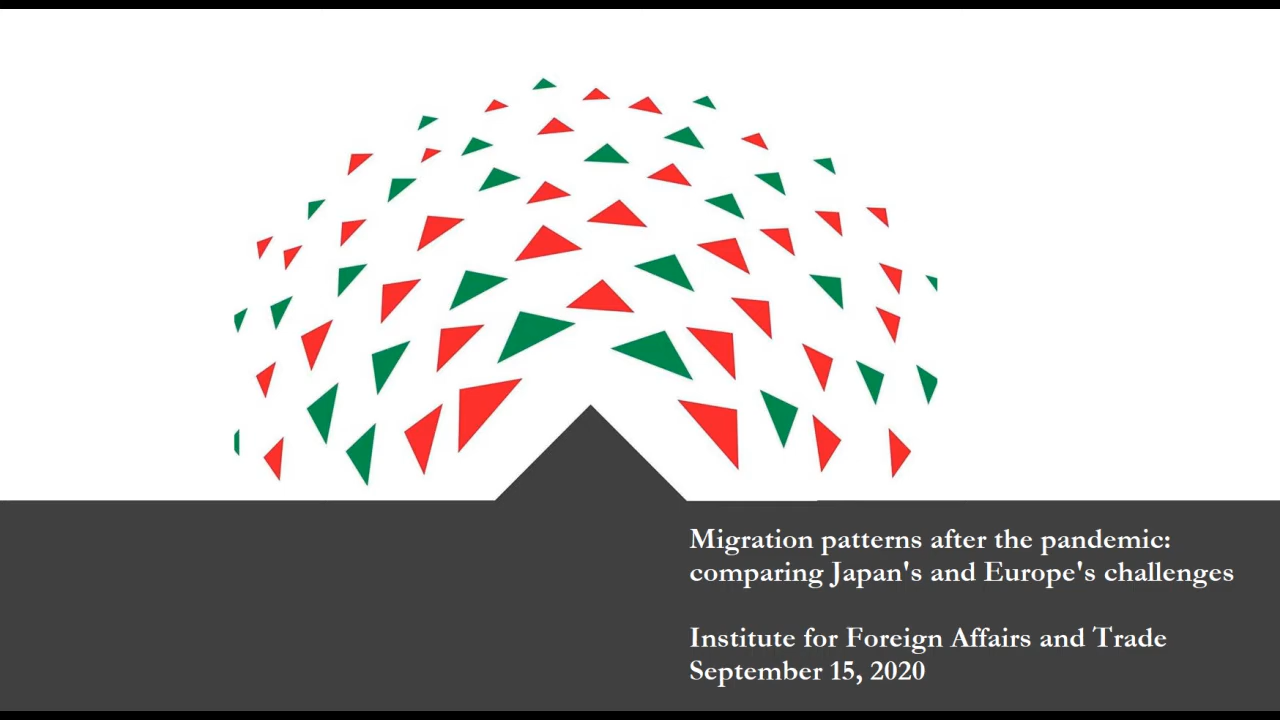 Migration patterns after the pandemic:
comparing Japan's and Europe's challenges
Institute for Foreign Affairs and Trade
September 15, 2020